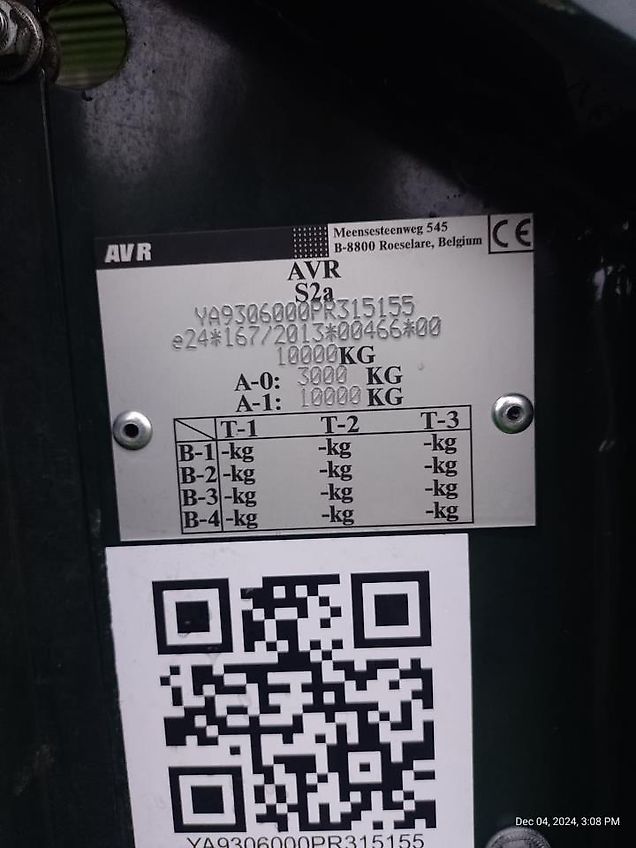 AVR
Meensesteenweg 545
B-8800 Roeselare, Belgium
CE
AVR
S2a
YA9306000PR315155
e24*167/2013*00466*00
10000KG
A-0: 3000 KG
A-1: 10000 KG
T-1 T-2 T-3
B-1 -kg -kg -kg
B-2 -kg -kg -kg
B-3 -kg -kg -kg
B-4 -kg -kg -kg
YA9306000PR315155
Dec 04, 2024, 3:08 PM